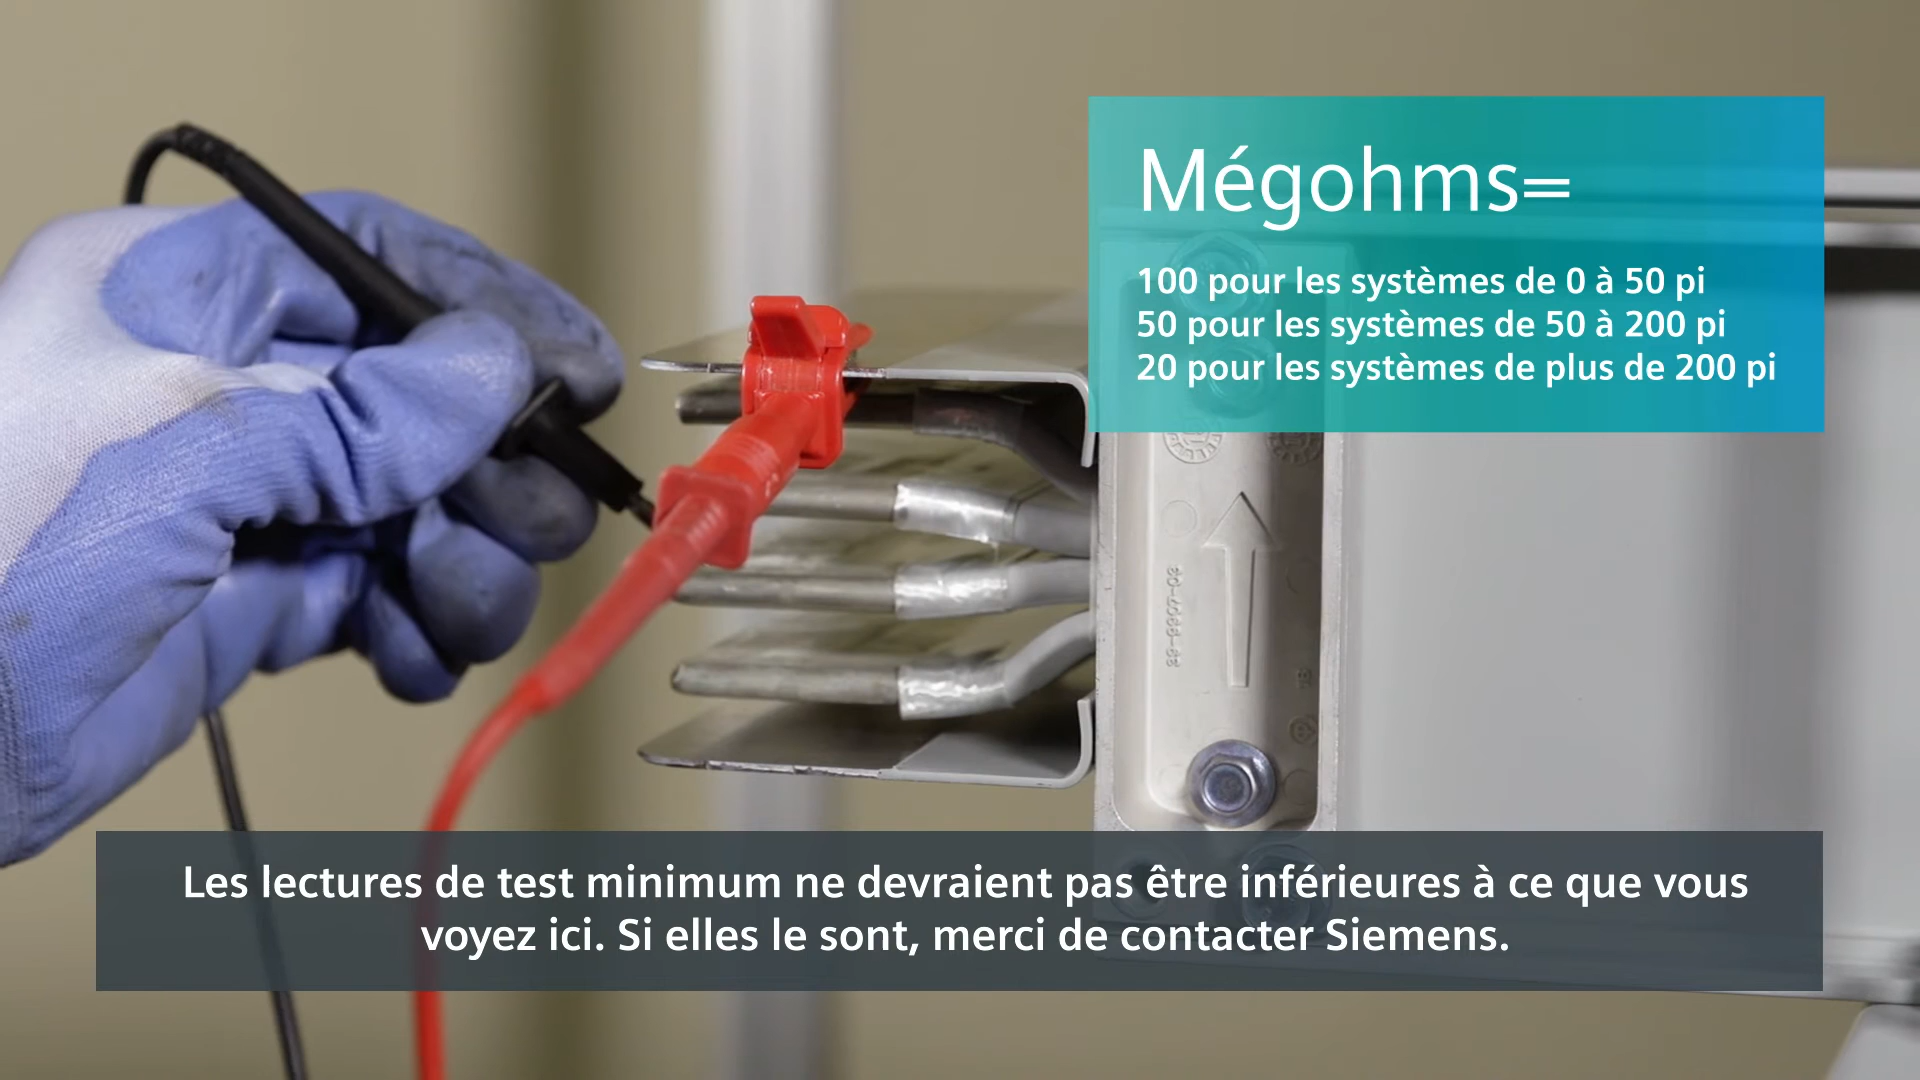 Mégohms=
100 pour les systèmes de 0 à 50 pi
50 pour les systèmes de 50 à 200 pi
20 pour les systèmes de plus de 200 pi
Les lectures de test minimum ne devraient pas être inférieures à ce que vous
voyez ici. Si elles le sont, merci de contacter Siemens.